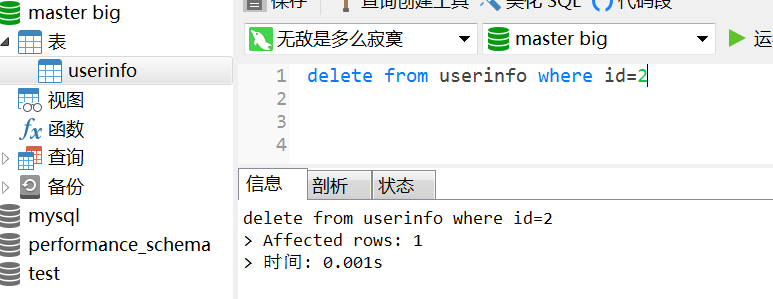 保存 查询创建工具 美化 SQL 代码段
master big
表
userinfo
视图
函数
查询
备份
mysql
performance_schema
test
无敌是多么寂寞 master big
1 delete from userinfo where id=2
2
3
4
信息 剖析 状态
delete from userinfo where id=2
> Affected rows: 1
> 时间: 0.001s